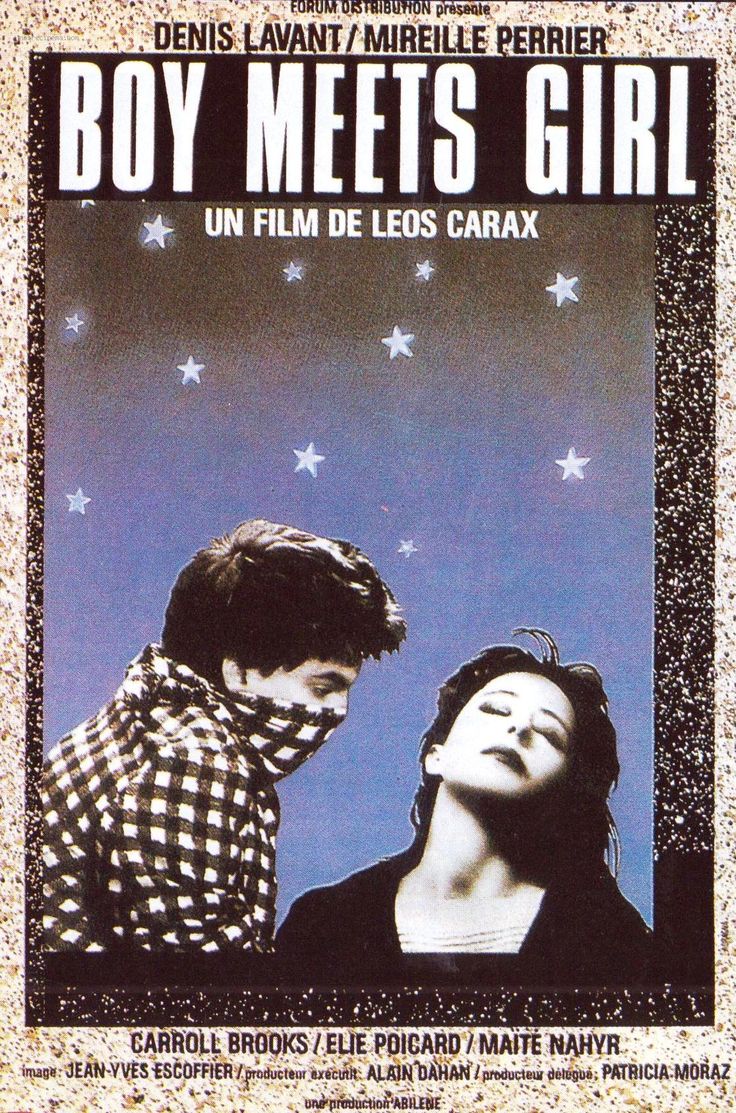 FORUM DISTRIBUTION présente
DENIS LAVANT/MIREILLE PERRIER
BOY MEETS GIRL
UN FILM DE LEOS CARAX
CARROLL BROOKS/ELIE POICARD/MAÏTÉ NAHYR
image: JEAN-YVES ESCOFFIER/producteur exécutif: ALAIN DAHAN/producteur délégué: PATRICIA MORAZ
une production ABILENE